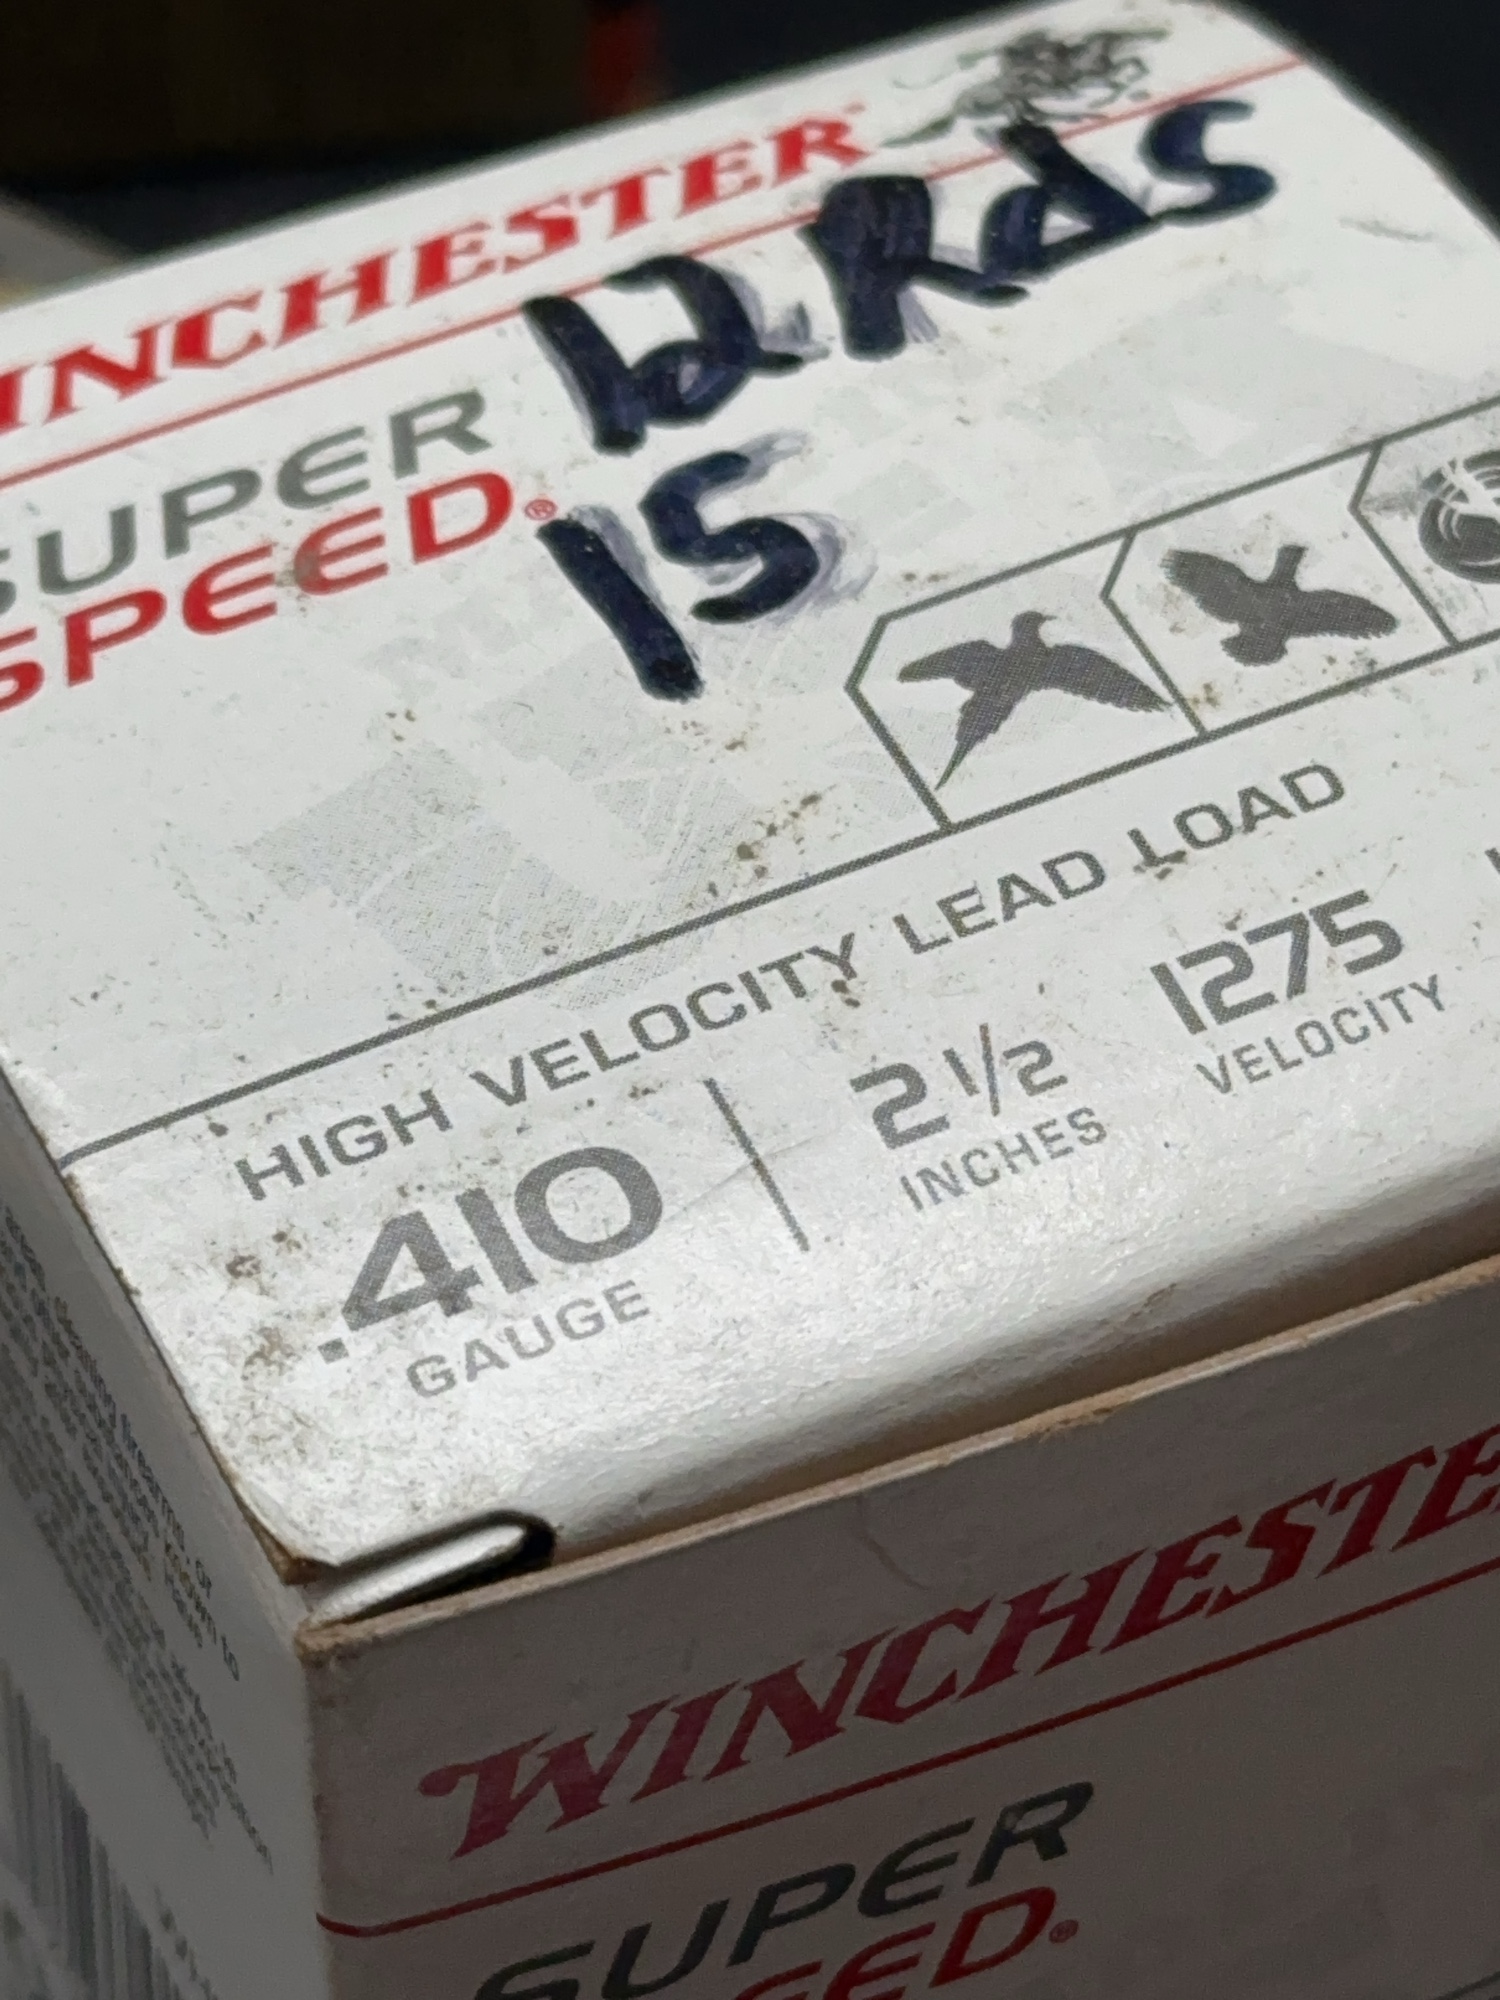 WINCHESTER
12 Rds
SUPER
SPEED®
15
HIGH VELOCITY LEAD LOAD
.410
GAUGE
2 1/2
INCHES
1275
VELOCITY
WINCHESTER
SUPER
SPEED®